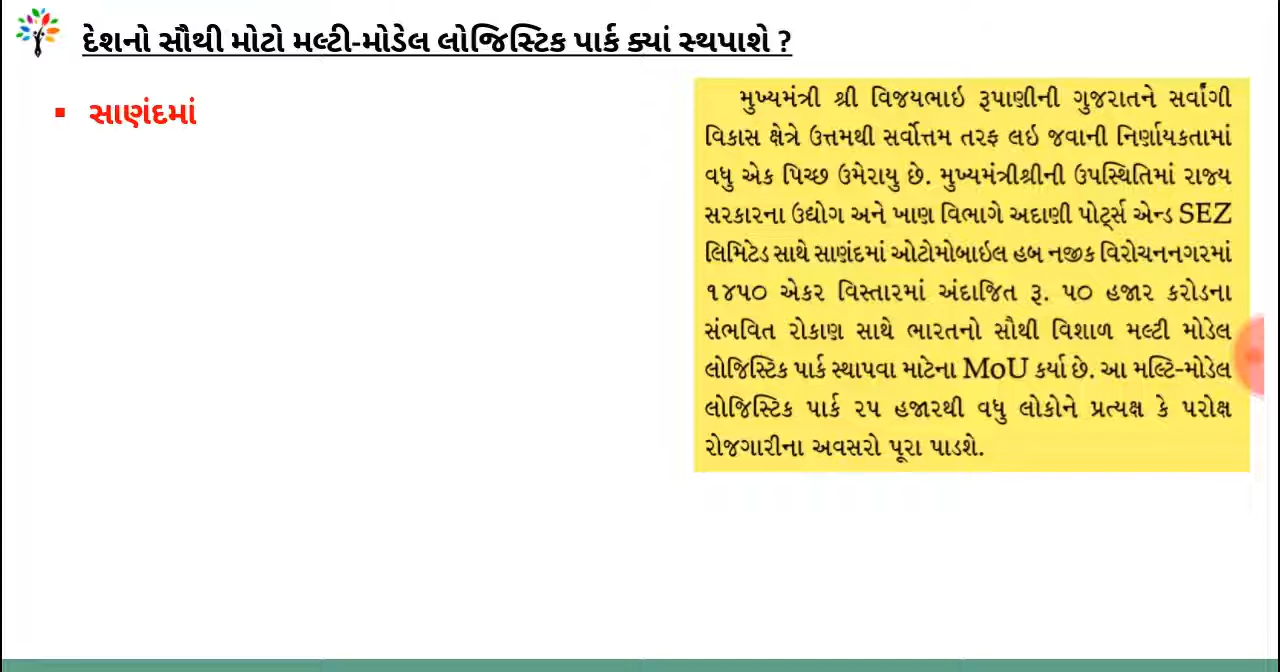 દેશનો સૌથી મોટો મલ્ટી-મોડેલ લોજિસ્ટિક પાર્ક ક્યાં સ્થપાશે ?
▪ સાણંદમાં
મુખ્યમંત્રી શ્રી વિજયભાઇ રૂપાણીની ગુજરાતને સર્વાંગી
વિકાસ ક્ષેત્રે ઉત્તમથી સર્વોત્તમ તરફ લઇ જવાની નિર્ણાયકતામાં
વધુ એક પિચ્છ ઉમેરાયુ છે. મુખ્યમંત્રીશ્રીની ઉપસ્થિતિમાં રાજ્ય
સરકારના ઉદ્યોગ અને ખાણ વિભાગે અદાણી પોર્ટ્સ એન્ડ SEZ
લિમિટેડ સાથે સાણંદમાં ઓટોમોબાઇલ હબ નજીક વિરોચનનગરમાં
૧૪૫૦ એકર વિસ્તારમાં અંદાજિત રૂ. ૫૦ હજાર કરોડના
સંભવિત રોકાણ સાથે ભારતનો સૌથી વિશાળ મલ્ટી મોડેલ
લોજિસ્ટિક પાર્ક સ્થાપવા માટેના MoU કર્યા છે. આ મલ્ટિ-મોડેલ
લોજિસ્ટિક પાર્ક ૨૫ હજારથી વધુ લોકોને પ્રત્યક્ષ કે પરોક્ષ
રોજગારીના અવસરો પૂરા પાડશે.